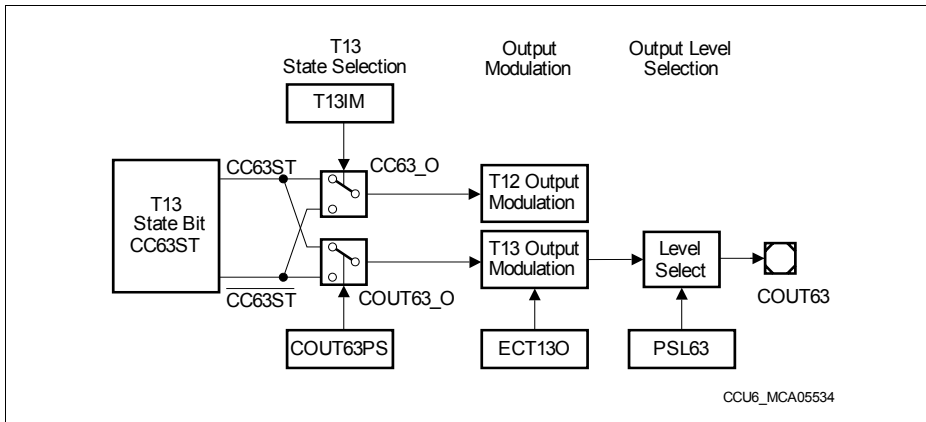 T13
State Selection
Output
Modulation
Output Level
Selection
T13IM
CC63ST
CC63_O
T13
State Bit
CC63ST
T12 Output
Modulation
T13 Output
Modulation
Level
Select
CC63ST
COUT63_O
COUT63
COUT63PS
ECT13O
PSL63
CCU6_MCA05534